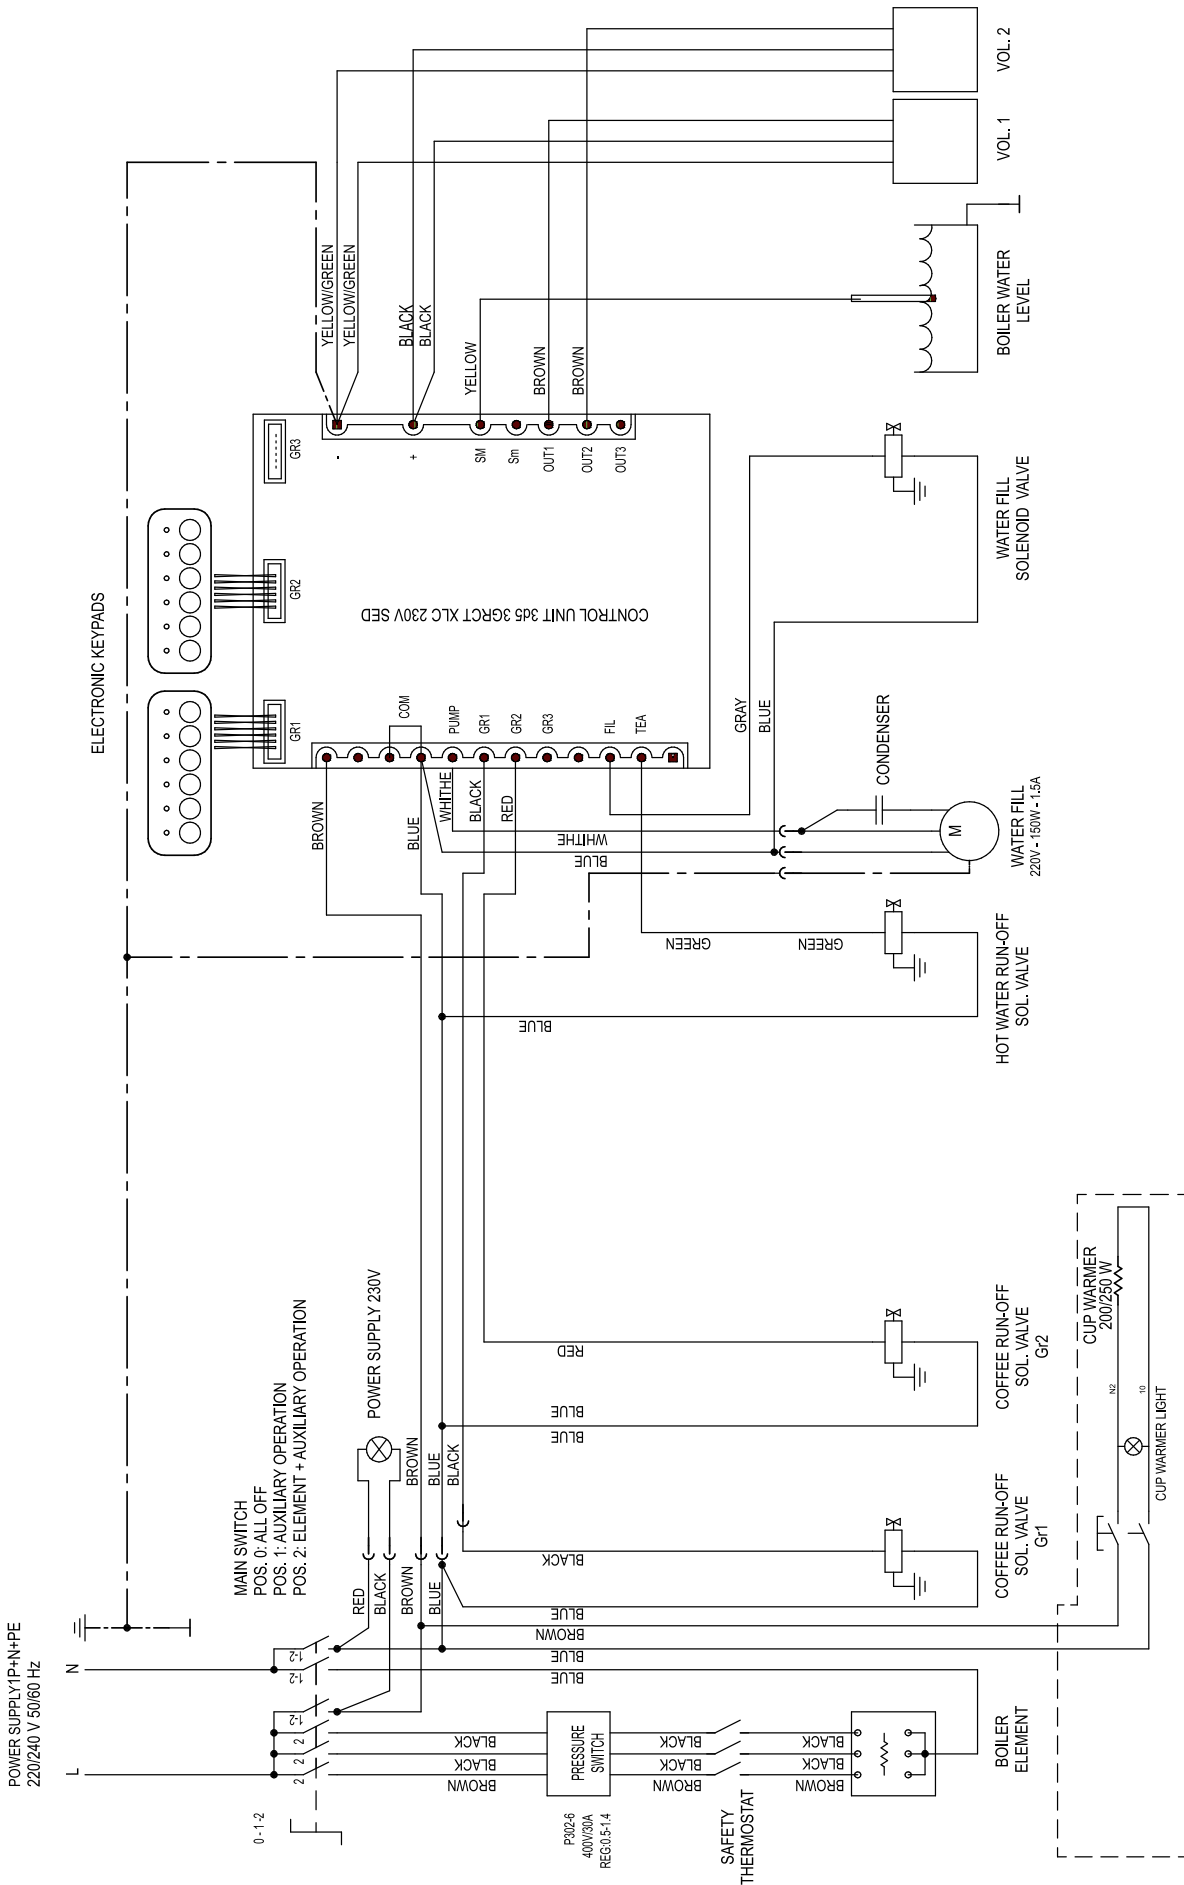 POWER SUPPLY1P+N+PE
220/240 V 50/60 Hz
L
N
0 - 1 -2
MAIN SWITCH
POS. 0: ALL OFF
POS. 1: AUXILIARY OPERATION
POS. 2: ELEMENT + AUXILIARY OPERATION
2
2
2
1-2
1-2
1-2
POWER SUPPLY 230V
RED
BLACK
BROWN
BLUE
BROWN
BLUE
BLACK
BROWN
BLACK
BLACK
BLUE
BLUE
BROWN
BLUE
BLACK
BLUE
BLUE
RED
P302-6
400V/30A
REG:0.5-1.4
PRESSURE
SWITCH
BROWN
BLACK
BLACK
SAFETY
THERMOSTAT
BROWN
BLACK
BLACK
BOILER
ELEMENT
COFFEE RUN-OFF
SOL. VALVE
Gr1
COFFEE RUN-OFF
SOL. VALVE
Gr2
CUP WARMER
200/250 W
N2
10
CUP WARMER LIGHT
ELECTRONIC KEYPADS
GR1
GR2
GR3
CONTROL UNIT 3d5 3GRCT XLC 230V SED
COM
PUMP
GR1
GR2
GR3
FIL
TEA
-
+
SM
Sm
OUT1
OUT2
OUT3
BROWN
BLUE
WHITHE
BLACK
RED
BLUE
WHITHE
GREEN
GREEN
BLUE
GRAY
BLUE
HOT WATER RUN-OFF
SOL. VALVE
CONDENSER
M
WATER FILL
220V - 150W - 1.5A
WATER FILL
SOLENOID VALVE
YELLOW/GREEN
YELLOW/GREEN
BLACK
BLACK
YELLOW
BROWN
BROWN
BOILER WATER
LEVEL
VOL. 1
VOL. 2